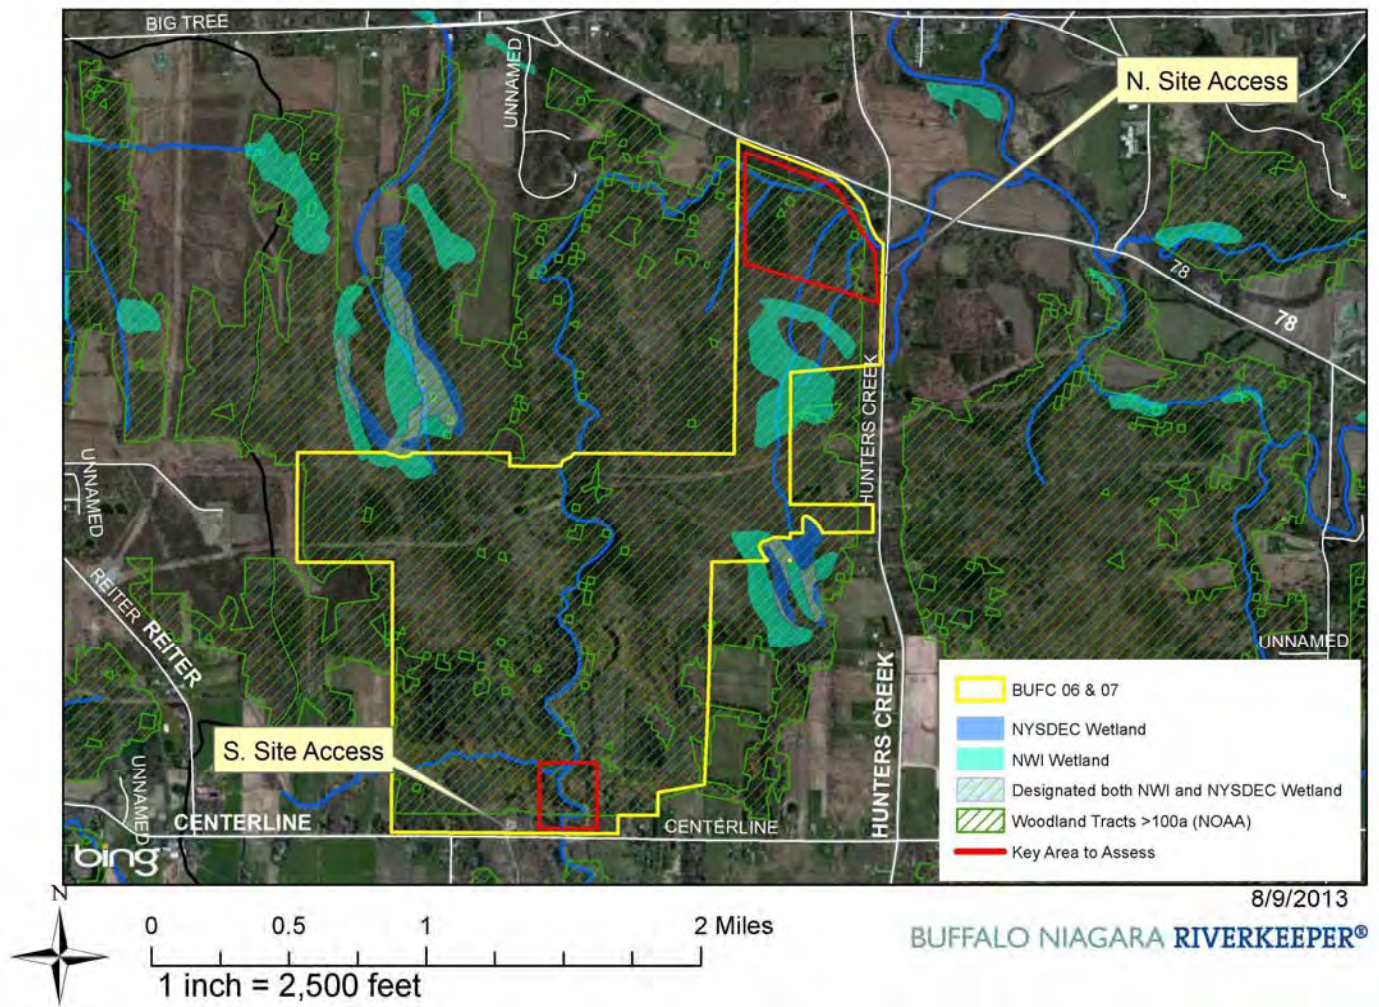 BIG TREE
UNNAMED
N. Site Access
78
78
HUNTERS CREEK
UNNAMED
REITER
REITER
UNNAMED
S. Site Access
HUNTERS CREEK
UNNAMED
CENTERLINE
CENTERLINE
bing
BUFC 06 & 07
NYSDEC Wetland
NWI Wetland
Designated both NWI and NYSDEC Wetland
Woodland Tracts >100a (NOAA)
Key Area to Assess
8/9/2013
N
0 0.5 1 2 Miles
1 inch = 2,500 feet
BUFFALO NIAGARA RIVERKEEPER®